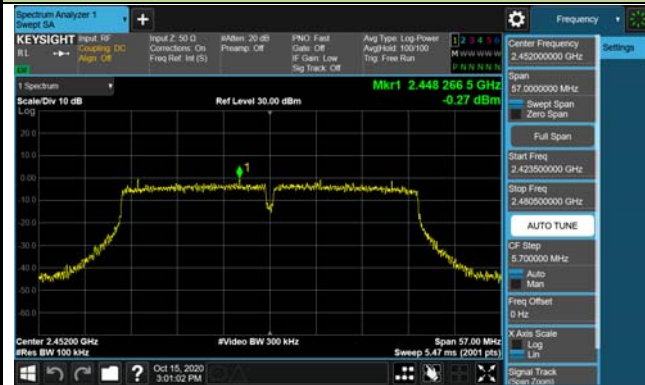 Spectrum Analyzer 1
Swept SA
Frequency
KEYSIGHT
Input: RF
Coupling: DC
Align: Off
Input Z: 50 Ω
Corrections: On
Freq Ref: Int (S)
#Atten: 20 dB
Preamp: Off
PNO: Fast
Gate: Off
IF Gain: Low
Sig Track: Off
Avg Type: Log-Power
Avg|Hold: 100/100
Trig: Free Run
1 2 3 4 5 6
M W W W W W
P N N N N N
RL
Center Frequency
2.452000000 GHz
Settings
Span
57.0000000 MHz
Swept Span
Zero Span
Full Span
Start Freq
2.423500000 GHz
Stop Freq
2.480500000 GHz
AUTO TUNE
CF Step
5.700000 MHz
Auto
Man
Freq Offset
0 Hz
X Axis Scale
Log
Lin
Signal Track
(Span Zoom)
1 Spectrum
Scale/Div 10 dB
Log
Ref Level 30.00 dBm
Mkr1 2.448 266 5 GHz
-0.27 dBm
20.0
10.0
0.00
-10.0
-20.0
-30.0
-40.0
-50.0
-60.0
1
Center 2.45200 GHz
#Res BW 100 kHz
#Video BW 300 kHz
Span 57.00 MHz
Sweep 5.47 ms (2001 pts)
Oct 15, 2020
3:01:02 PM